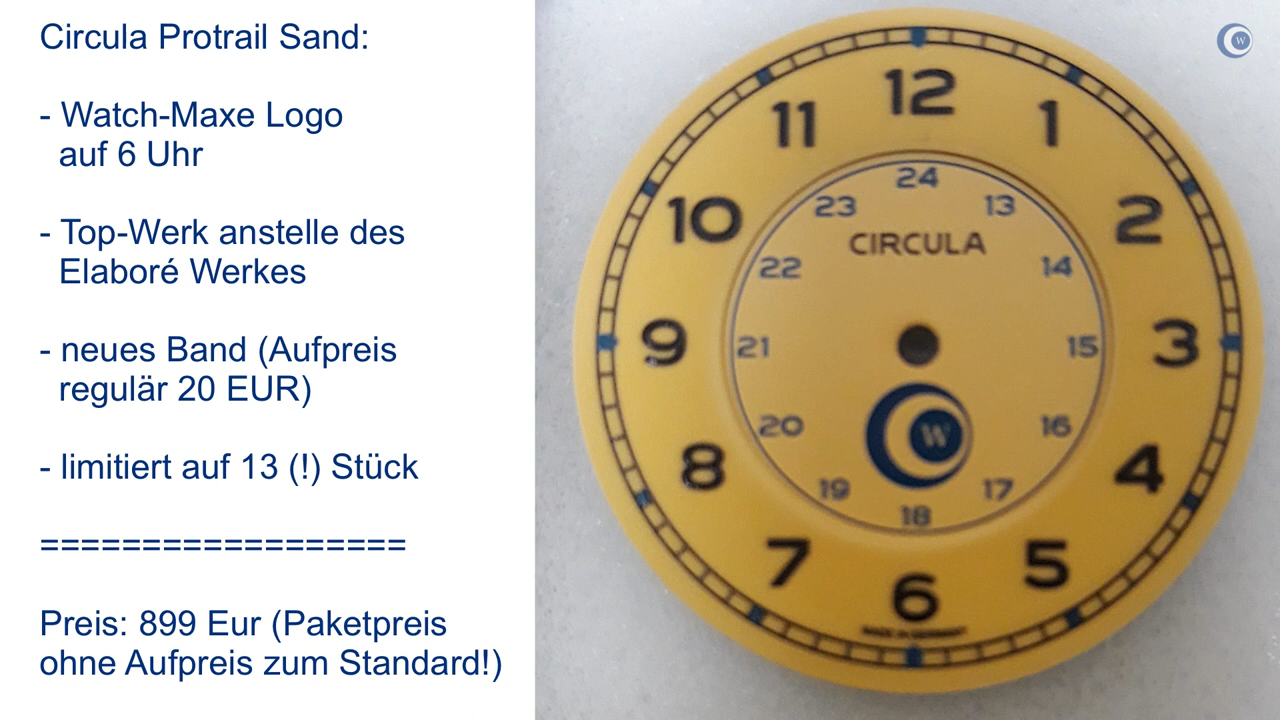 Circula Protrail Sand:
- Watch-Maxe Logo
auf 6 Uhr
- Top-Werk anstelle des
Elaboré Werkes
- neues Band (Aufpreis
regulär 20 EUR)
- limitiert auf 13 (!) Stück
==================
Preis: 899 Eur (Paketpreis
ohne Aufpreis zum Standard!)
W
12
1
2
3
4
5
6
7
8
9
10
11
24
13
14
15
16
17
18
19
20
21
22
23
CIRCULA
W
MADE IN GERMANY